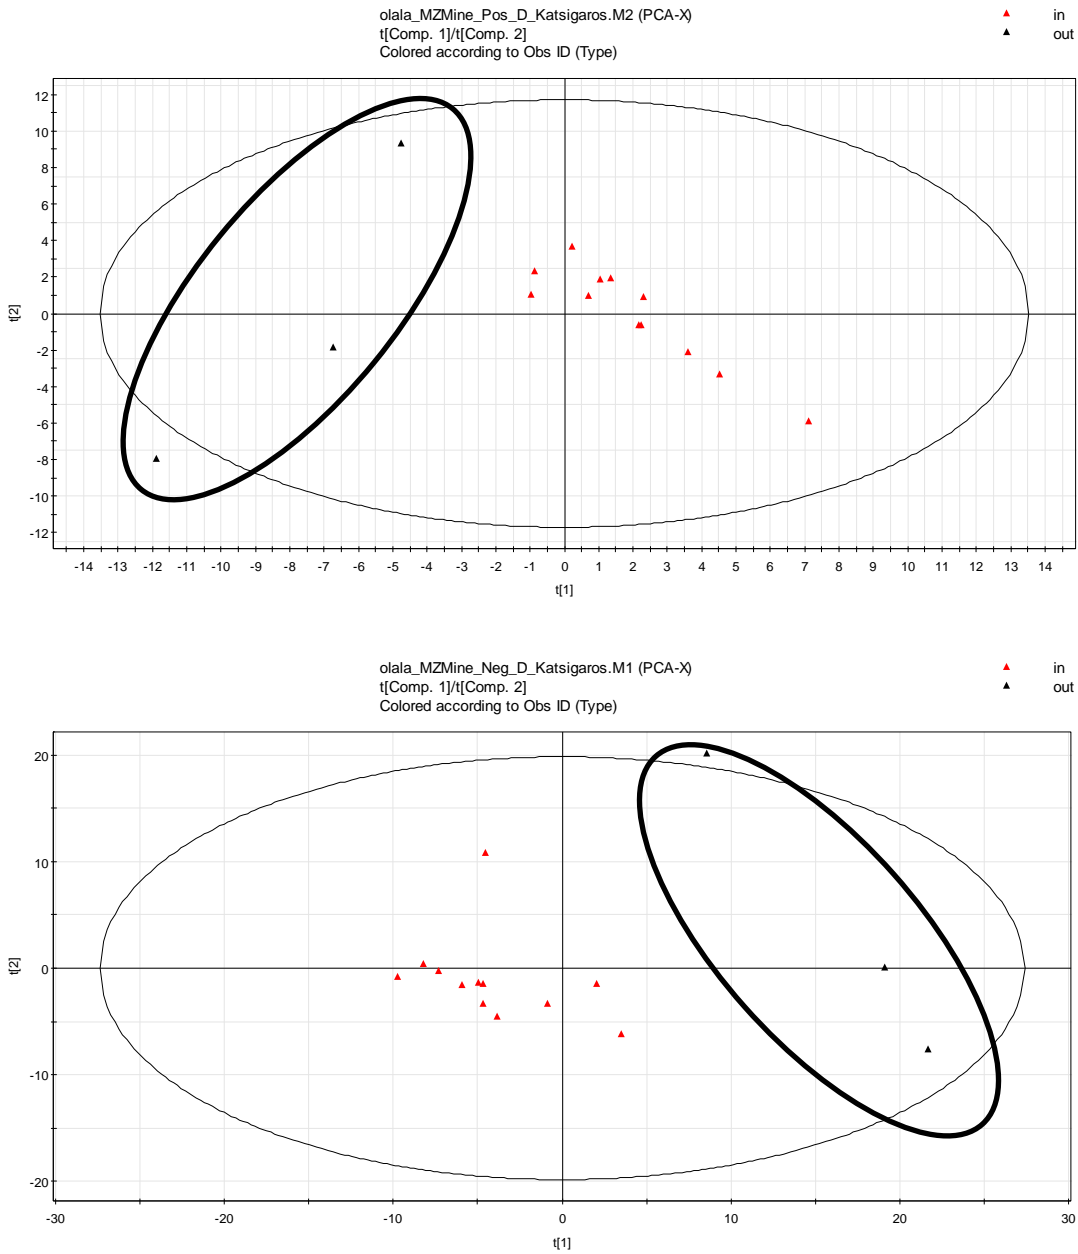 olala_MZMine_Pos_D_Katsigaros.M2 (PCA-X)
t[Comp. 1]/t[Comp. 2]
Colored according to Obs ID (Type)
in
out
12
10
8
6
4
2
0
-2
-4
-6
-8
-10
-12
t[2]
-14 -13 -12 -11 -10 -9 -8 -7 -6 -5 -4 -3 -2 -1 0 1 2 3 4 5 6 7 8 9 10 11 12 13 14
t[1]
olala_MZMine_Neg_D_Katsigaros.M1 (PCA-X)
t[Comp. 1]/t[Comp. 2]
Colored according to Obs ID (Type)
in
out
20
10
0
-10
-20
t[2]
-30 -20 -10 0 10 20 30
t[1]